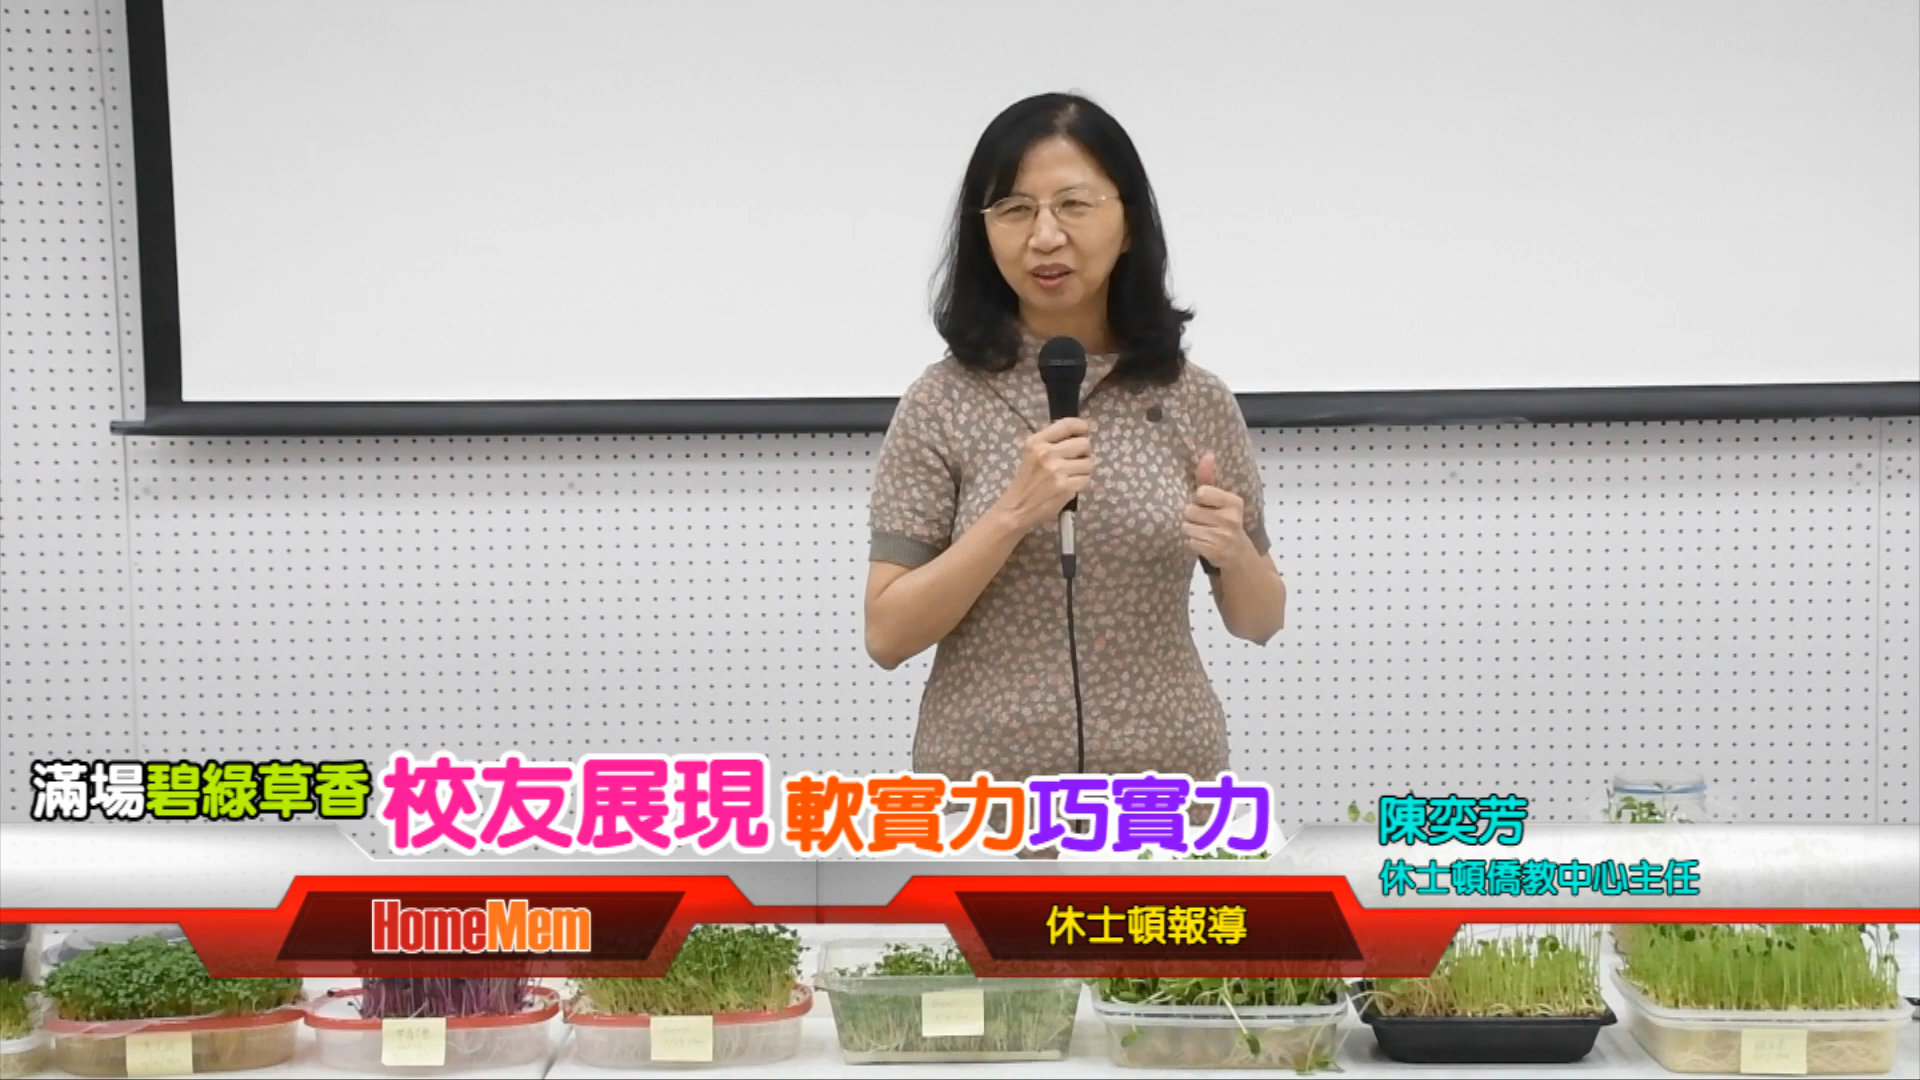 滿場碧綠草香 校友展現 軟實力巧實力
陳奕芳
休士頓僑教中心主任
HomeMem
休士頓報導